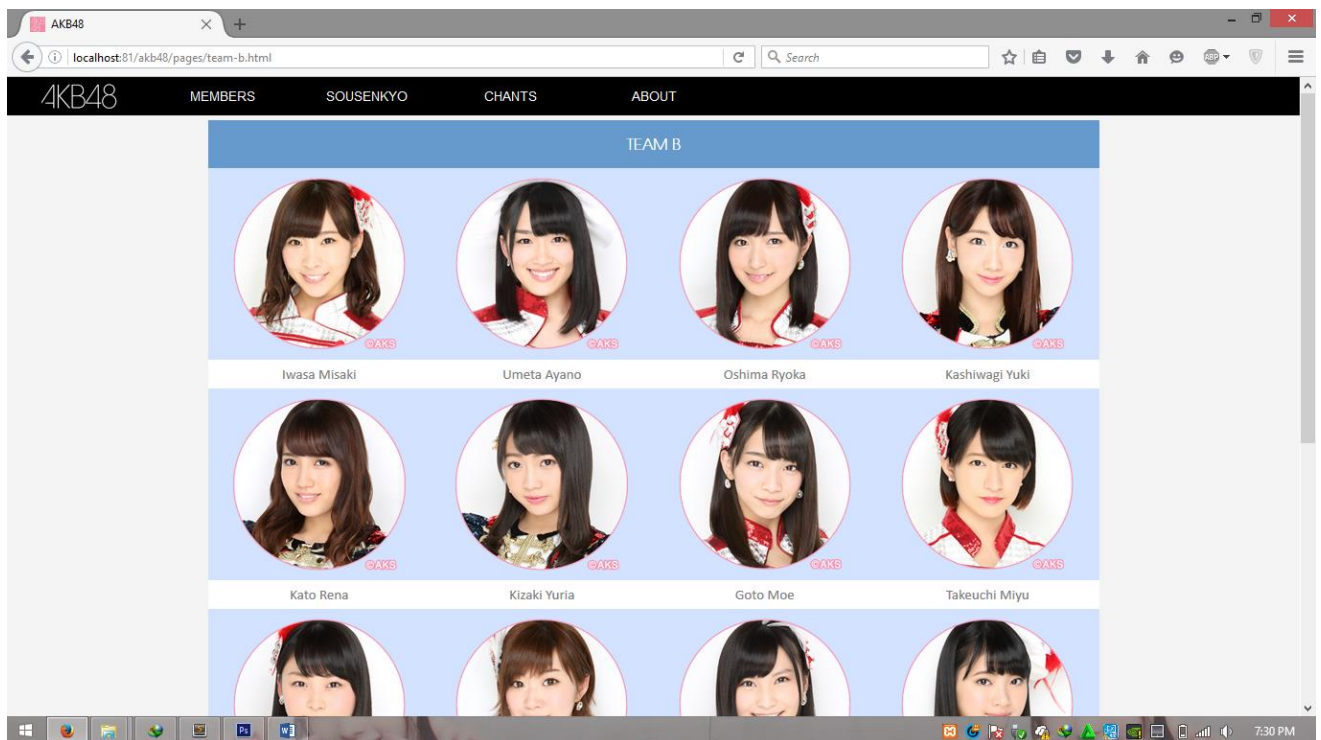 AKB48
localhost:81/akb48/pages/team-b.html
Search
ABP
AKB48 MEMBERS SOUSENKYO CHANTS ABOUT
TEAM B
©AKS ©AKS ©AKS ©AKS
Iwasa Misaki Umeta Ayano Oshima Ryoka Kashiwagi Yuki
©AKS ©AKS ©AKS ©AKS
Kato Rena Kizaki Yuria Goto Moe Takeuchi Miyu
Ps 7:30 PM